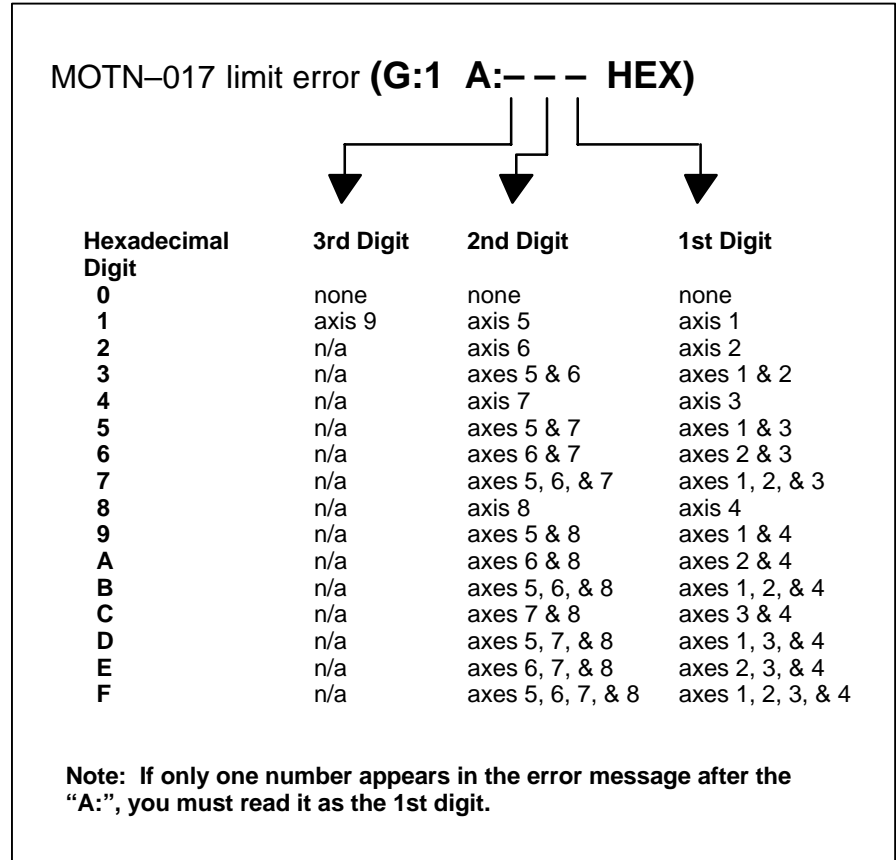 MOTN–017 limit error (G:1 A:– – – HEX)
Hexadecimal Digit 3rd Digit 2nd Digit 1st Digit
0 none none none
1 axis 9 axis 5 axis 1
2 n/a axis 6 axis 2
3 n/a axes 5 & 6 axes 1 & 2
4 n/a axis 7 axis 3
5 n/a axes 5 & 7 axes 1 & 3
6 n/a axes 6 & 7 axes 2 & 3
7 n/a axes 5, 6, & 7 axes 1, 2, & 3
8 n/a axis 8 axis 4
9 n/a axes 5 & 8 axes 1 & 4
A n/a axes 6 & 8 axes 2 & 4
B n/a axes 5, 6, & 8 axes 1, 2, & 4
C n/a axes 7 & 8 axes 3 & 4
D n/a axes 5, 7, & 8 axes 1, 3, & 4
E n/a axes 6, 7, & 8 axes 2, 3, & 4
F n/a axes 5, 6, 7, & 8 axes 1, 2, 3, & 4
Note: If only one number appears in the error message after the
“A:”, you must read it as the 1st digit.